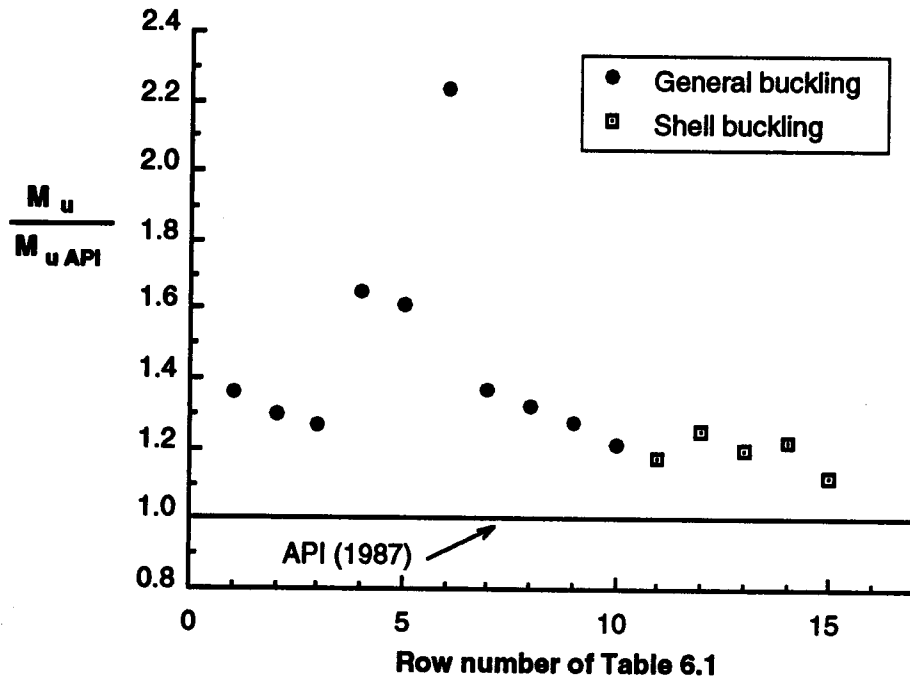 2.4
2.2
2.0
1.8
1.6
1.4
1.2
1.0
0.8
M u
M u API
General buckling
Shell buckling
API (1987)
0 5 10 15
Row number of Table 6.1